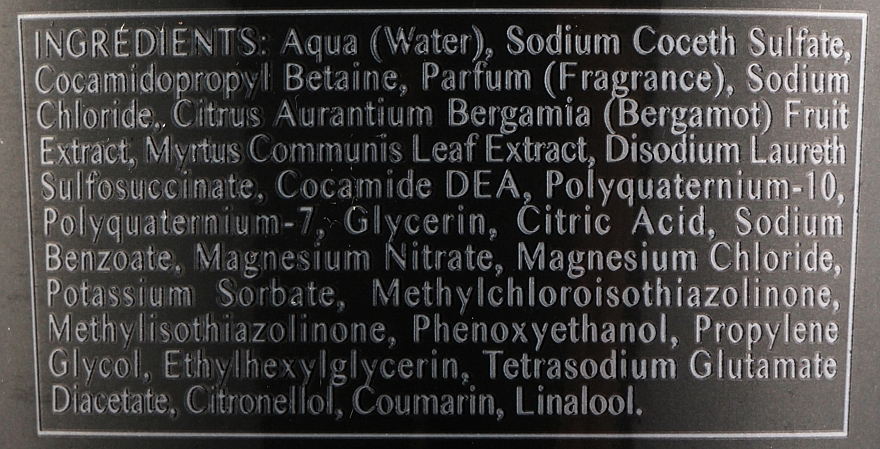 INGREDIENTS: Aqua (Water), Sodium Coceth Sulfate,
Cocamidopropyl Betaine, Parfum (Fragrance), Sodium
Chloride, Citrus Aurantium Bergamia (Bergamot) Fruit
Extract, Myrtus Communis Leaf Extract, Disodium Laureth
Sulfosuccinate, Cocamide DEA, Polyquaternium-10,
Polyquaternium-7, Glycerin, Citric Acid, Sodium
Benzoate, Magnesium Nitrate, Magnesium Chloride,
Potassium Sorbate, Methylchloroisothiazolinone,
Methylisothiazolinone, Phenoxyethanol, Propylene
Glycol, Ethylhexylglycerin, Tetrasodium Glutamate
Diacetate, Citronellol, Coumarin, Linalool.